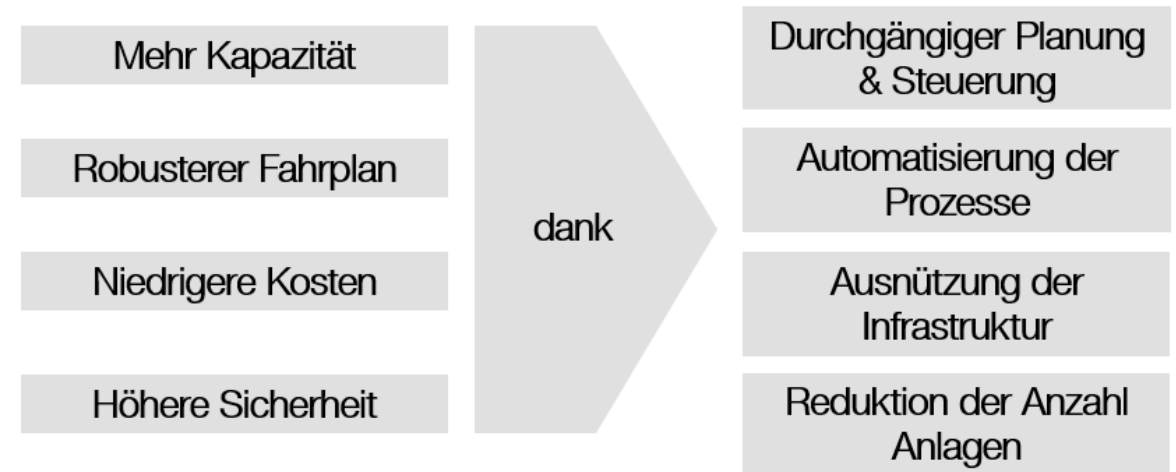 Mehr Kapazität
Robusterer Fahrplan
Niedrigere Kosten
Höhere Sicherheit
dank
Durchgängiger Planung
& Steuerung
Automatisierung der
Prozesse
Ausnützung der
Infrastruktur
Reduktion der Anzahl
Anlagen